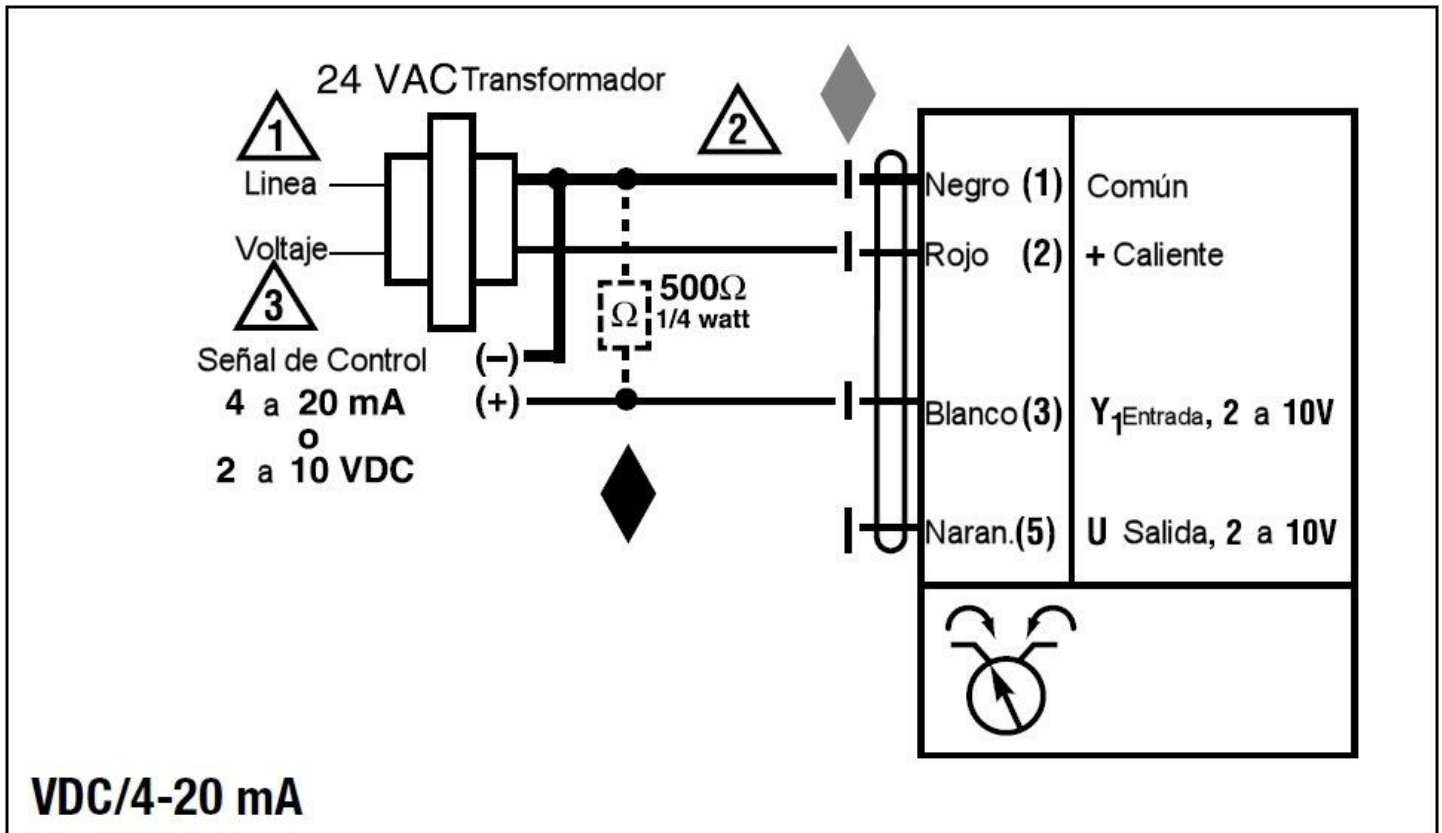 24 VAC Transformador
1
2
Linea
Voltaje
3
Señal de Control
4 a 20 mA
o
2 a 10 VDC
(–)
(+)
500Ω
1/4 watt
Ω
Negro (1) Común
Rojo (2) + Caliente
Blanco (3) Y1 Entrada, 2 a 10V
Naran. (5) U Salida, 2 a 10V
VDC/4-20 mA